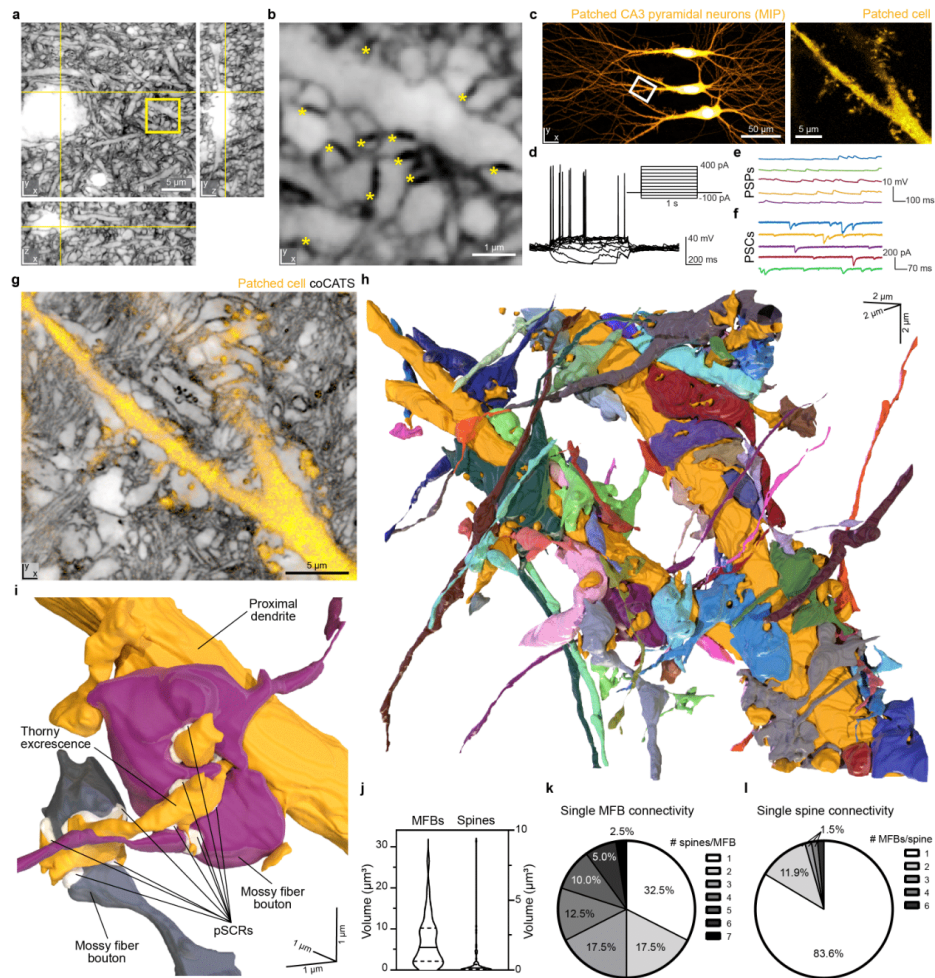 a
y
x
5 µm
z
z
b
y
x
1 µm
c
Patched CA3 pyramidal neurons (MIP)
y
x
50 µm
Patched cell
5 µm
d
400 pA
-100 pA
1 s
40 mV
200 ms
e
PSPs
10 mV
100 ms
f
PSCs
200 pA
70 ms
g
Patched cell coCATS
y
x
5 µm
h
2 µm
2 µm
2 µm
i
Proximal
dendrite
Thorny
excrescence
Mossy fiber
bouton
Mossy fiber
bouton
pSCRs
1 µm
1 µm
1 µm
j
MFBs
Spines
Volume (µm³)
30
20
10
0
Volume (µm³)
10
5
0
k
Single MFB connectivity
2.5%
5.0%
10.0%
12.5%
17.5%
17.5%
32.5%
# spines/MFB
1
2
3
4
5
6
7
l
Single spine connectivity
1.5%
11.9%
83.6%
# MFBs/spine
1
2
3
4
6